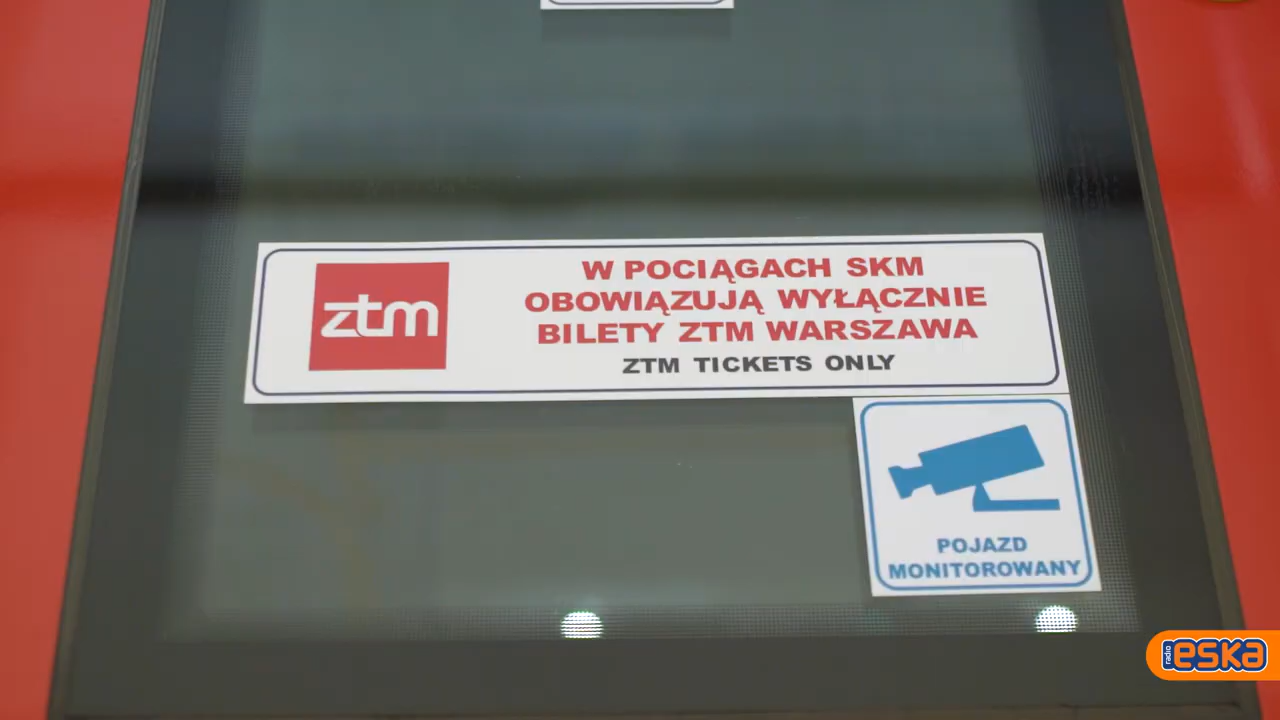 ztm
W POCIĄGACH SKM
OBOWIĄZUJĄ WYŁĄCZNIE
BILETY ZTM WARSZAWA
ZTM TICKETS ONLY
POJAZD
MONITOROWANY
radio ESKA